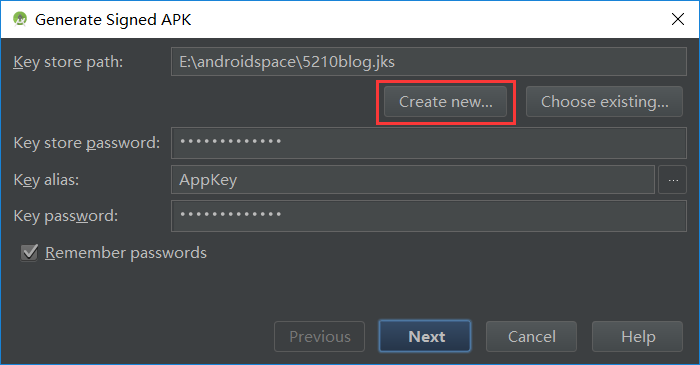 Generate Signed APK
Key store path: E:\androidspace\5210blog.jks
Create new... Choose existing...
Key store password: •••••••••••••
Key alias: AppKey ...
Key password: •••••••••••••
Remember passwords
Previous Next Cancel Help